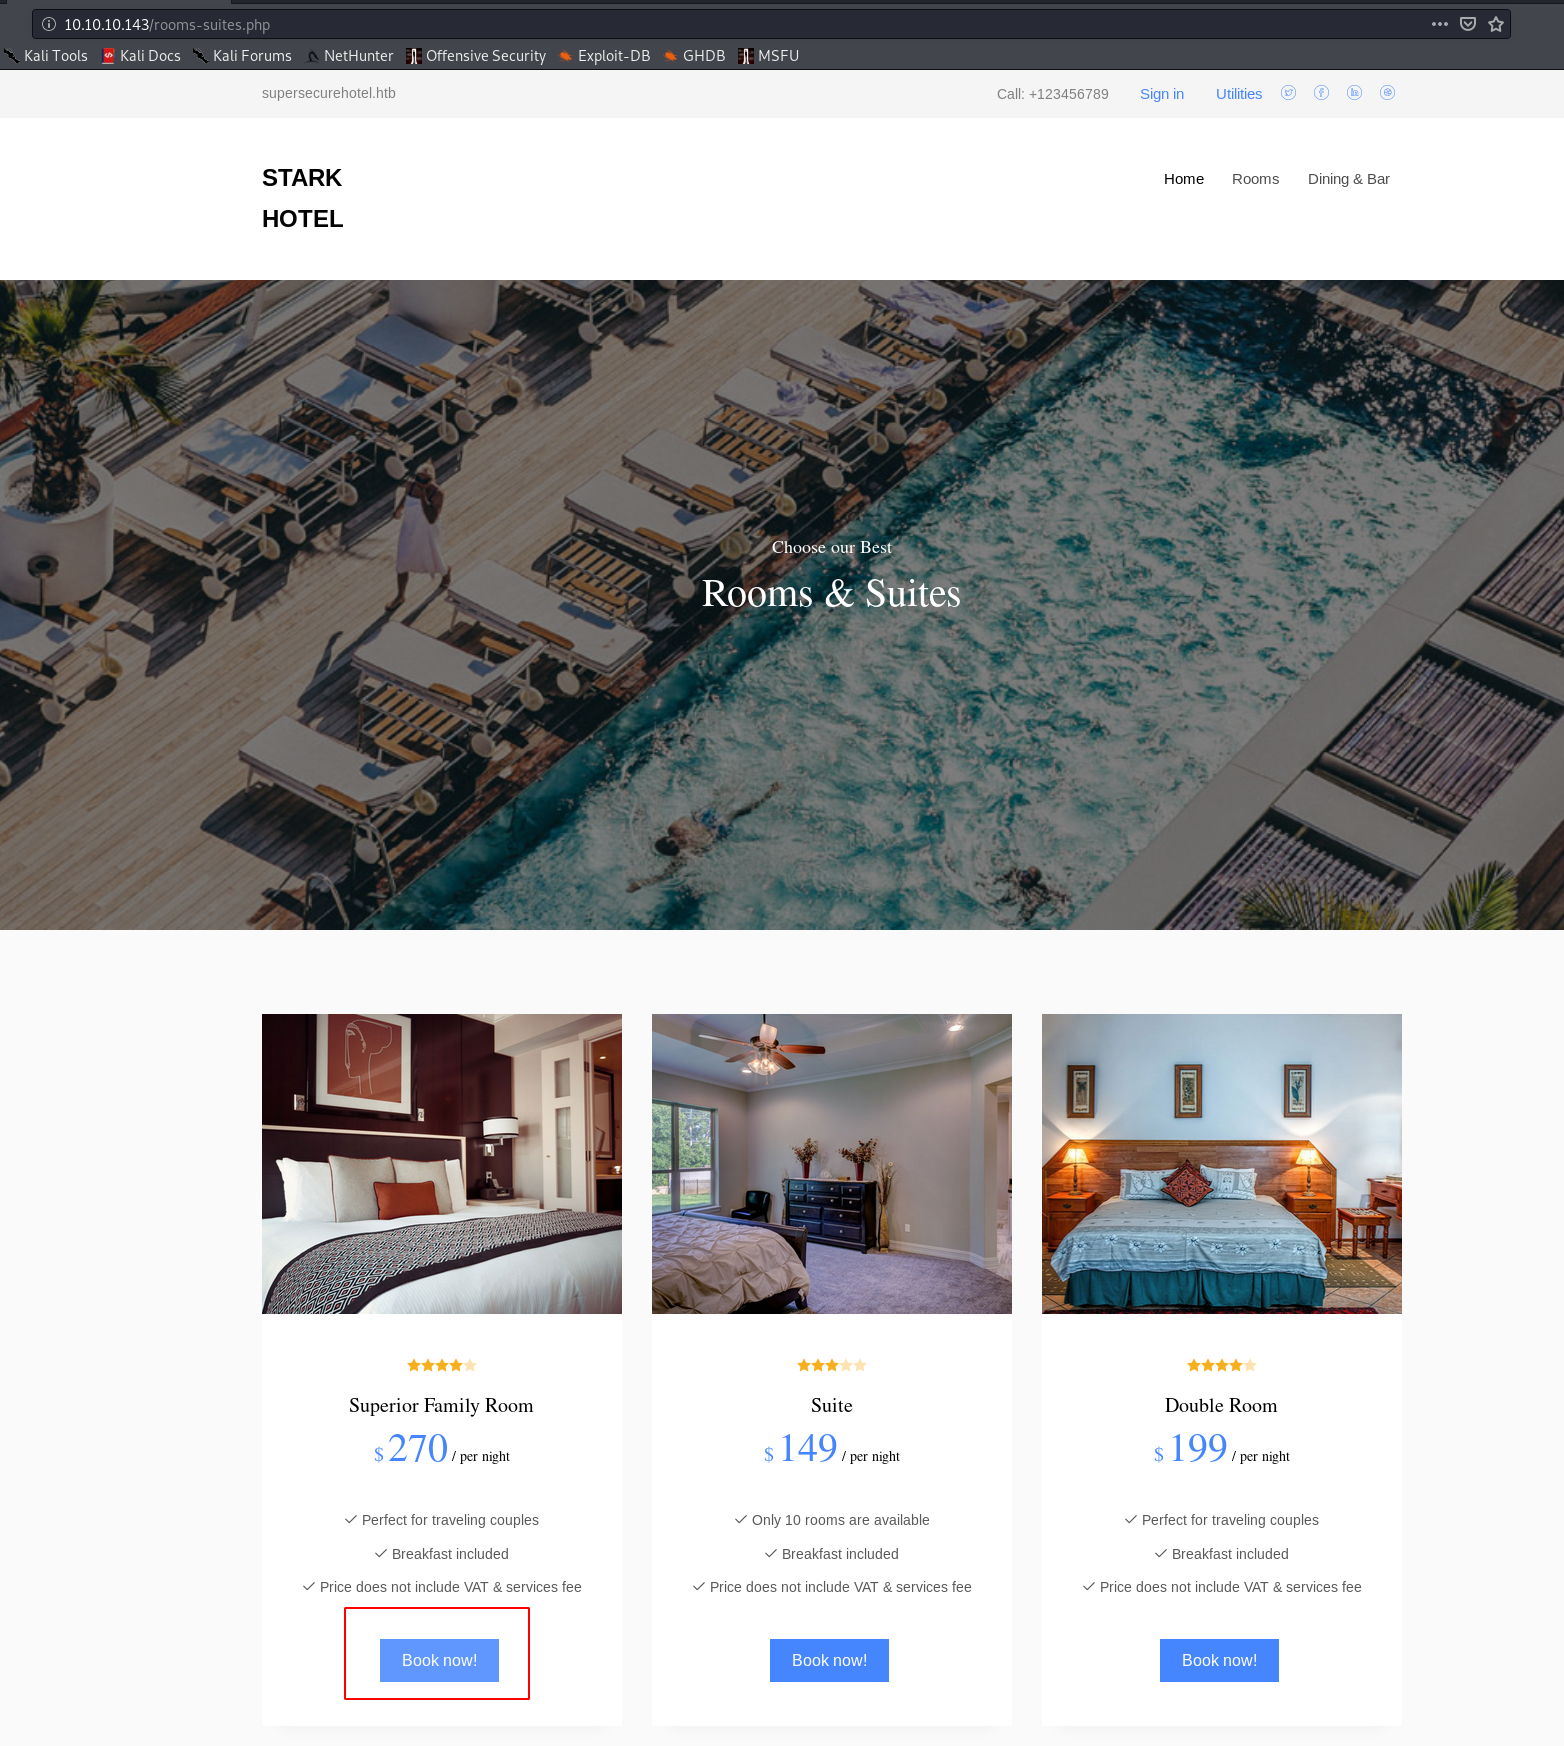 10.10.10.143/rooms-suites.php
Kali Tools Kali Docs Kali Forums NetHunter Offensive Security Exploit-DB GHDB MSFU
supersecurehotel.htb Call: +123456789 Sign in Utilities
STARK
HOTEL
Home Rooms Dining & Bar
Choose our Best
Rooms & Suites
Superior Family Room
$ 270 / per night
Perfect for traveling couples
Breakfast included
Price does not include VAT & services fee
Book now!
Suite
$ 149 / per night
Only 10 rooms are available
Breakfast included
Price does not include VAT & services fee
Book now!
Double Room
$ 199 / per night
Perfect for traveling couples
Breakfast included
Price does not include VAT & services fee
Book now!